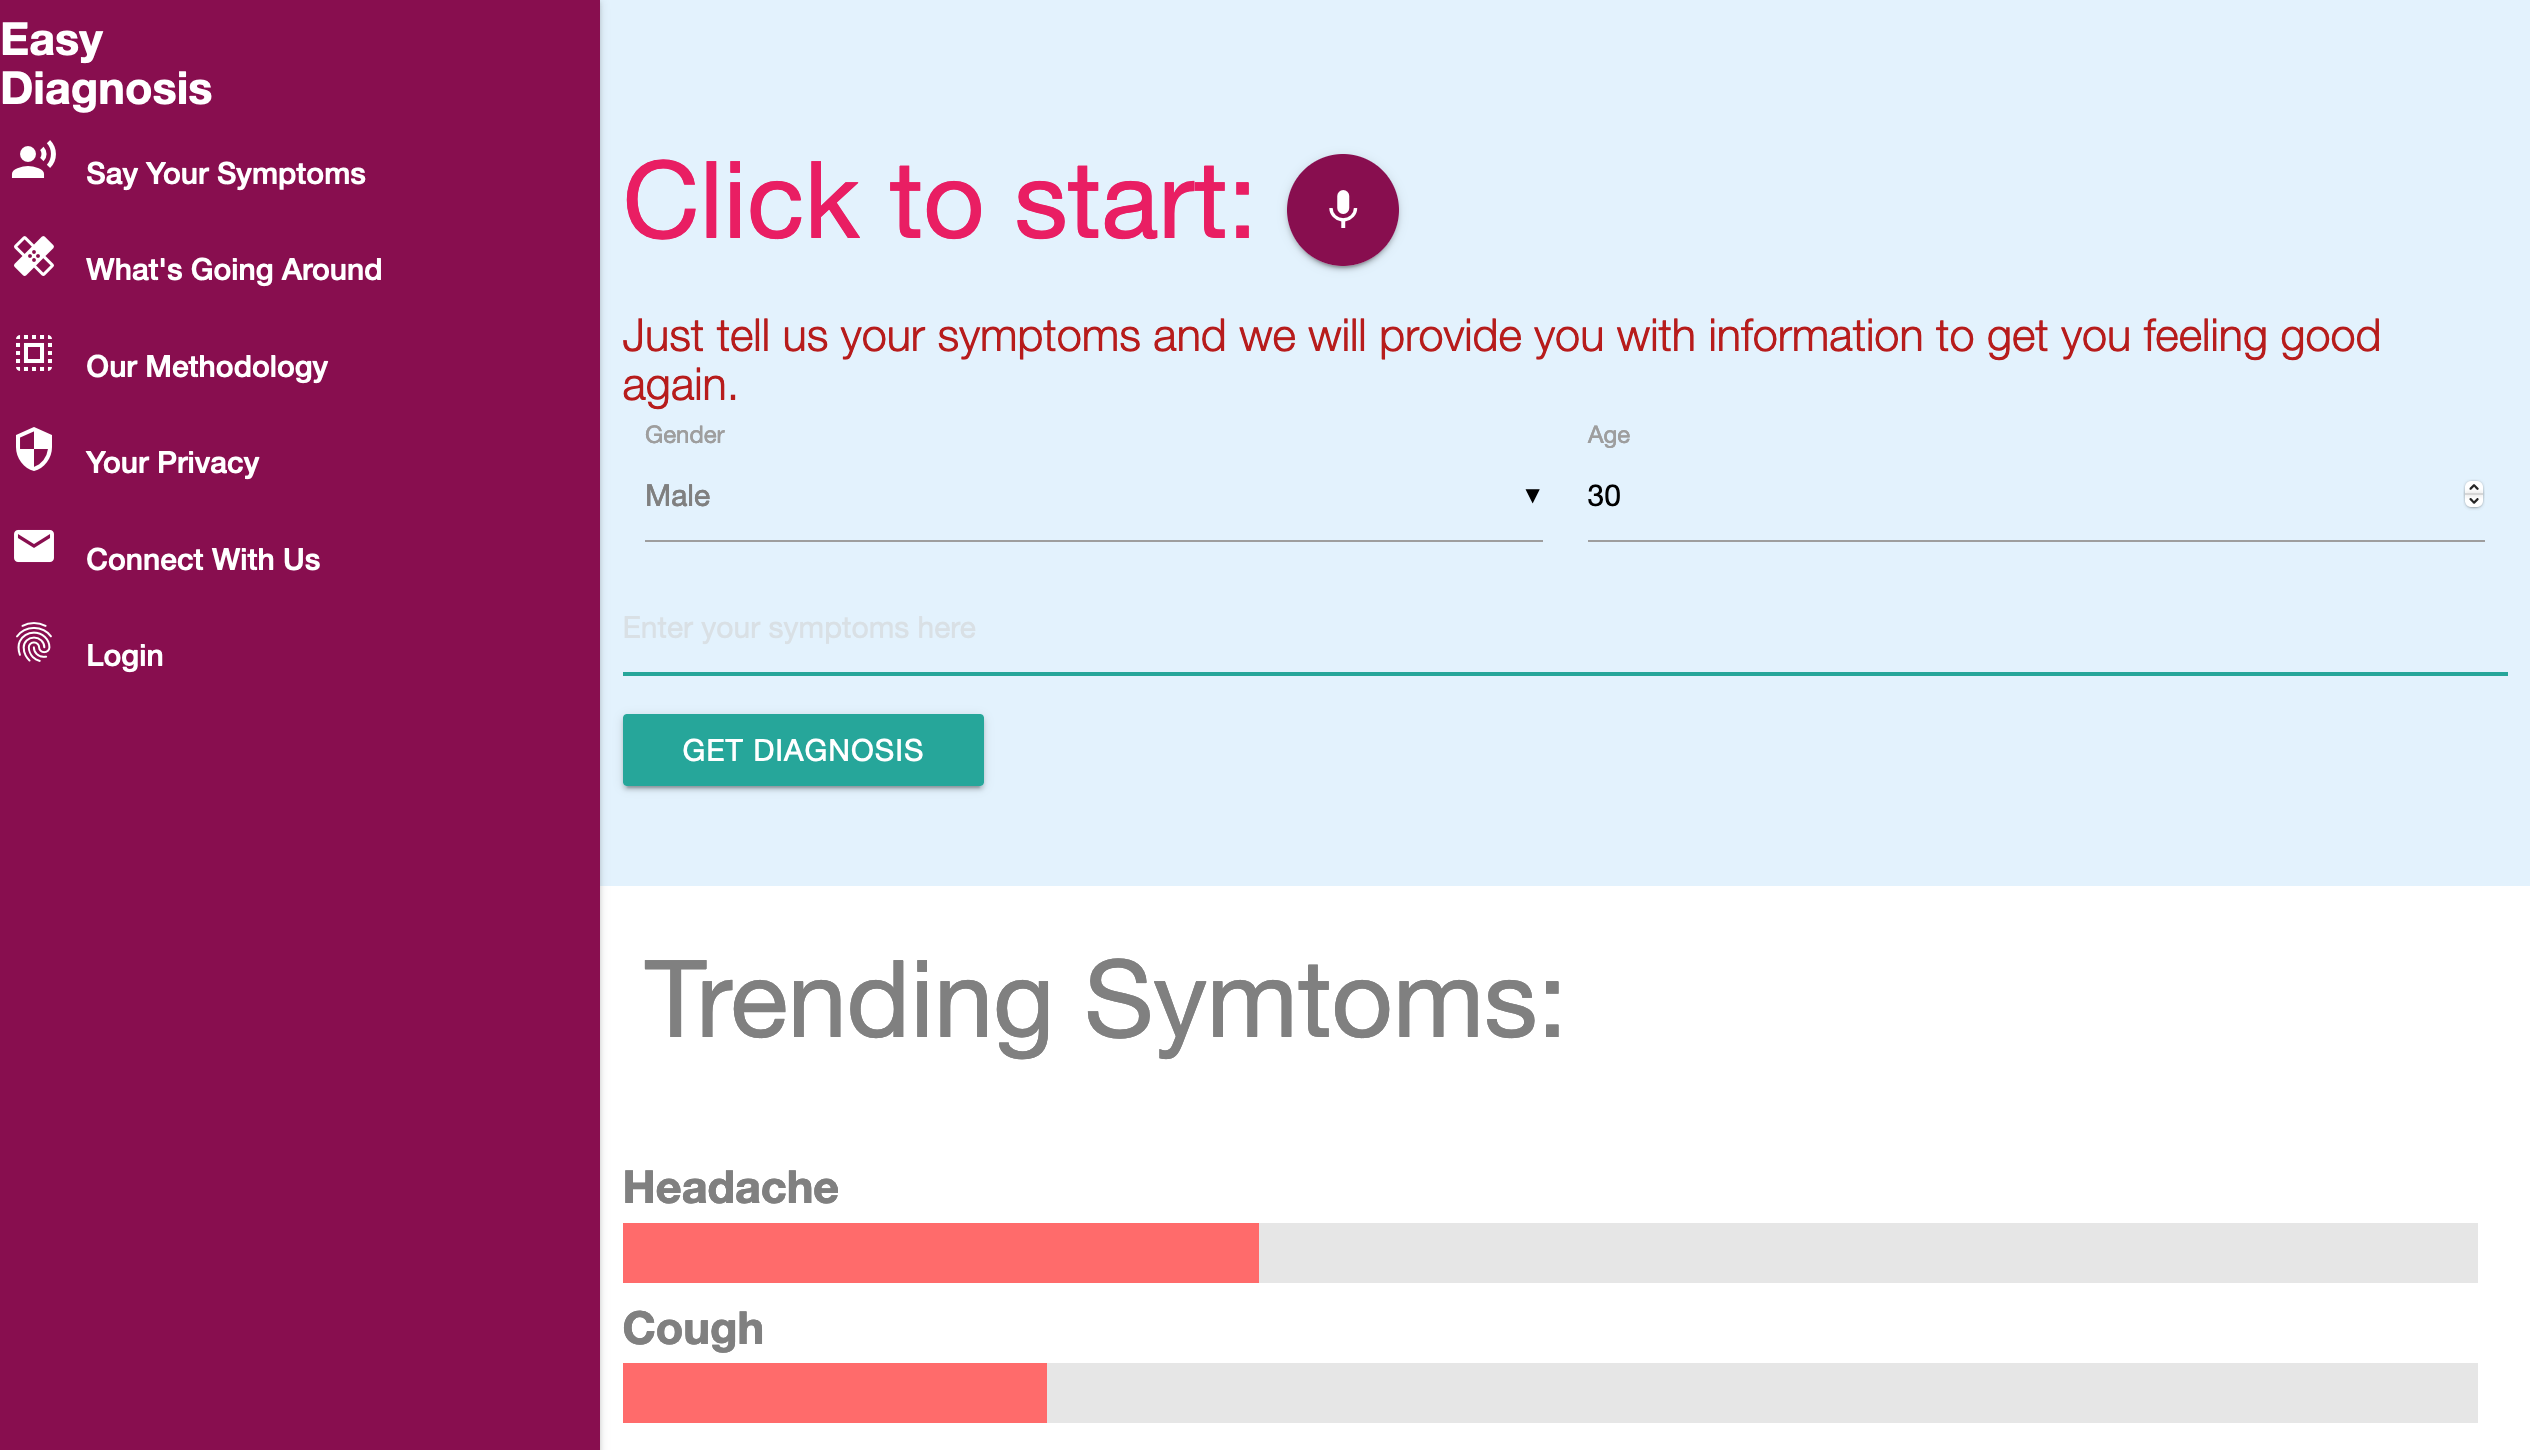 Easy
Diagnosis
Say Your Symptoms
What's Going Around
Our Methodology
Your Privacy
Connect With Us
Login
Click to start:
Just tell us your symptoms and we will provide you with information to get you feeling good
again.
Gender
Age
Male
30
Enter your symptoms here
GET DIAGNOSIS
Trending Symtoms:
Headache
Cough